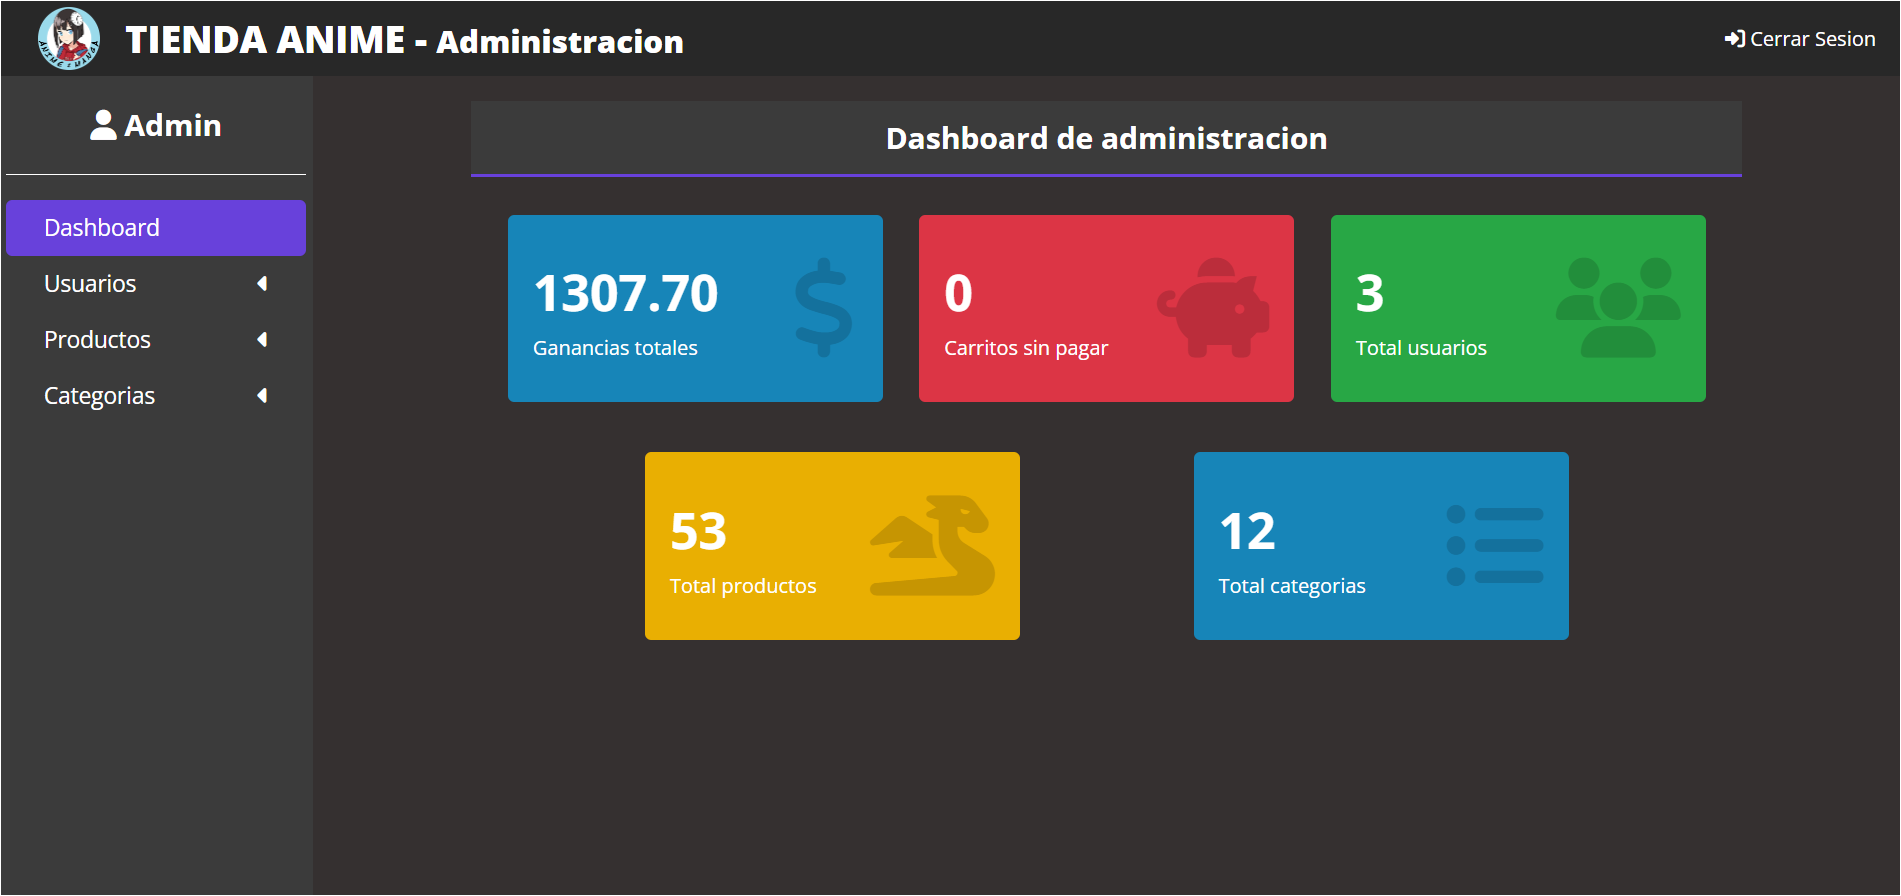 TIENDA ANIME - Administracion
Cerrar Sesion
Admin
Dashboard
Usuarios
Productos
Categorias
Dashboard de administracion
1307.70
Ganancias totales
0
Carritos sin pagar
3
Total usuarios
53
Total productos
12
Total categorias